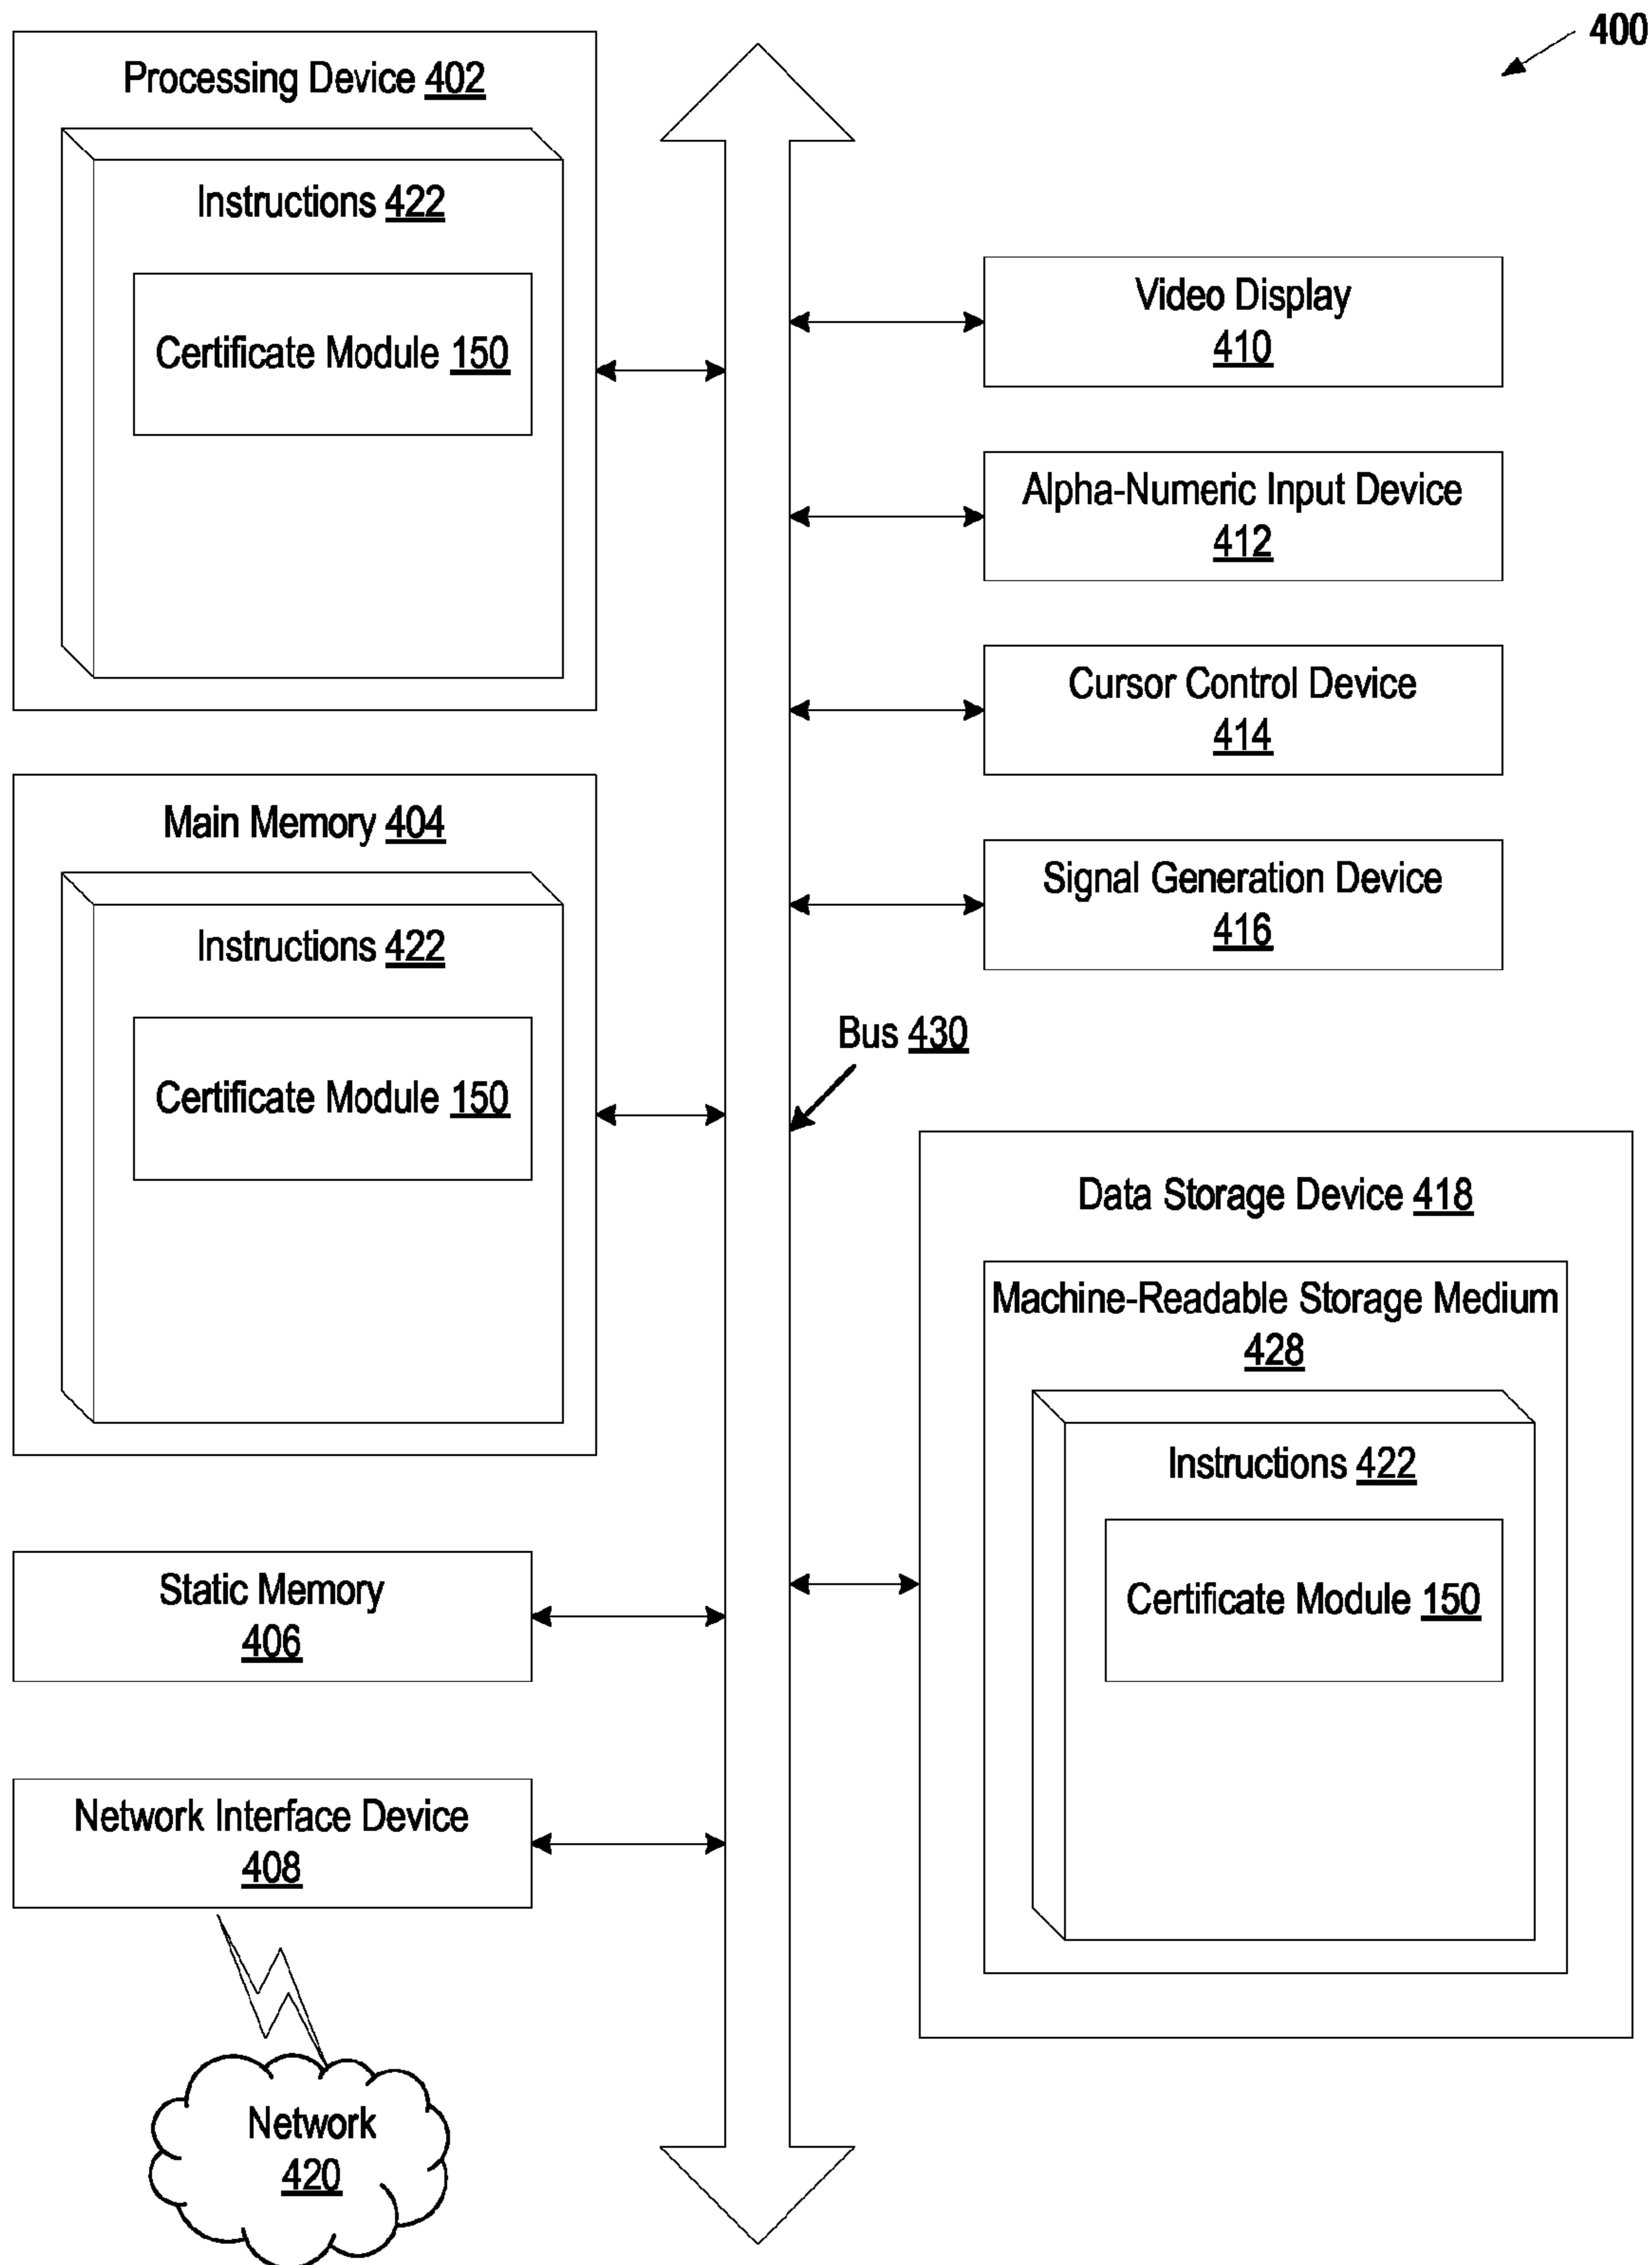 400
Processing Device 402
Instructions 422
Certificate Module 150
Main Memory 404
Instructions 422
Certificate Module 150
Static Memory
406
Network Interface Device
408
Network
420
Video Display
410
Alpha-Numeric Input Device
412
Cursor Control Device
414
Signal Generation Device
416
Bus 430
Data Storage Device 418
Machine-Readable Storage Medium
428
Instructions 422
Certificate Module 150